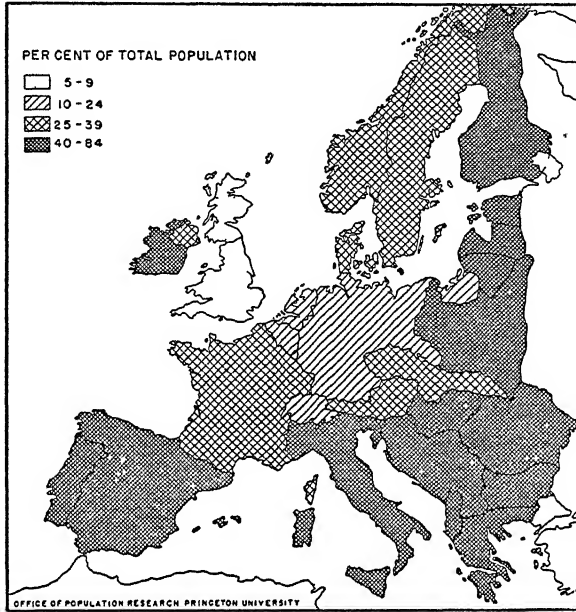 PER CENT OF TOTAL POPULATION
5-9
10-24
25-39
40-84
OFFICE OF POPULATION RESEARCH PRINCETON UNIVERSITY